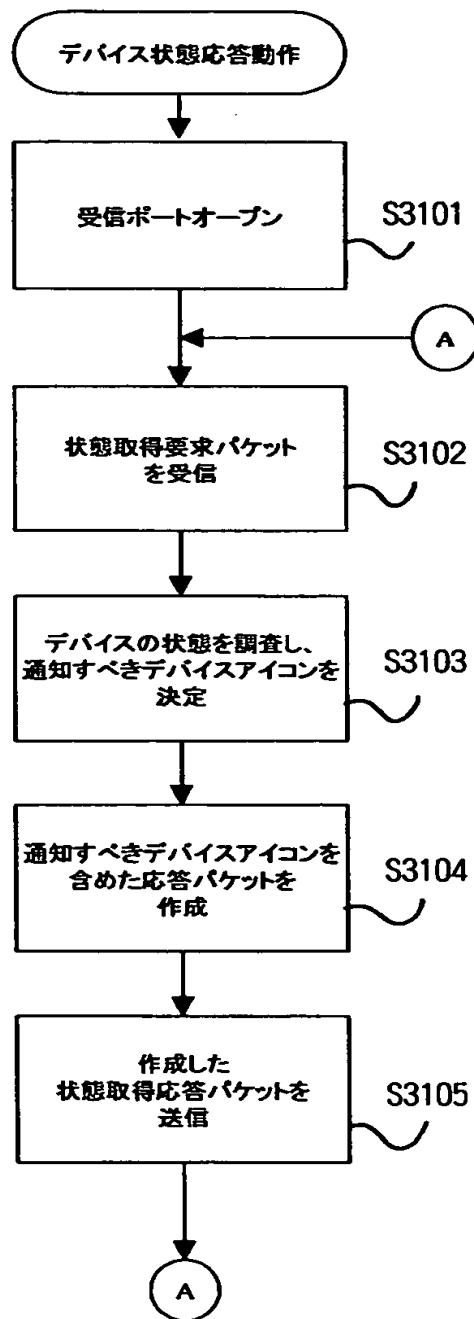 デバイス状態応答動作
受信ポートオープン
S3101
A
状態取得要求パケット
を受信
S3102
デバイスの状態を調査し、
通知すべきデバイスアイコンを
決定
S3103
通知すべきデバイスアイコンを
含めた応答パケットを
作成
S3104
作成した
状態取得応答パケットを
送信
S3105
A